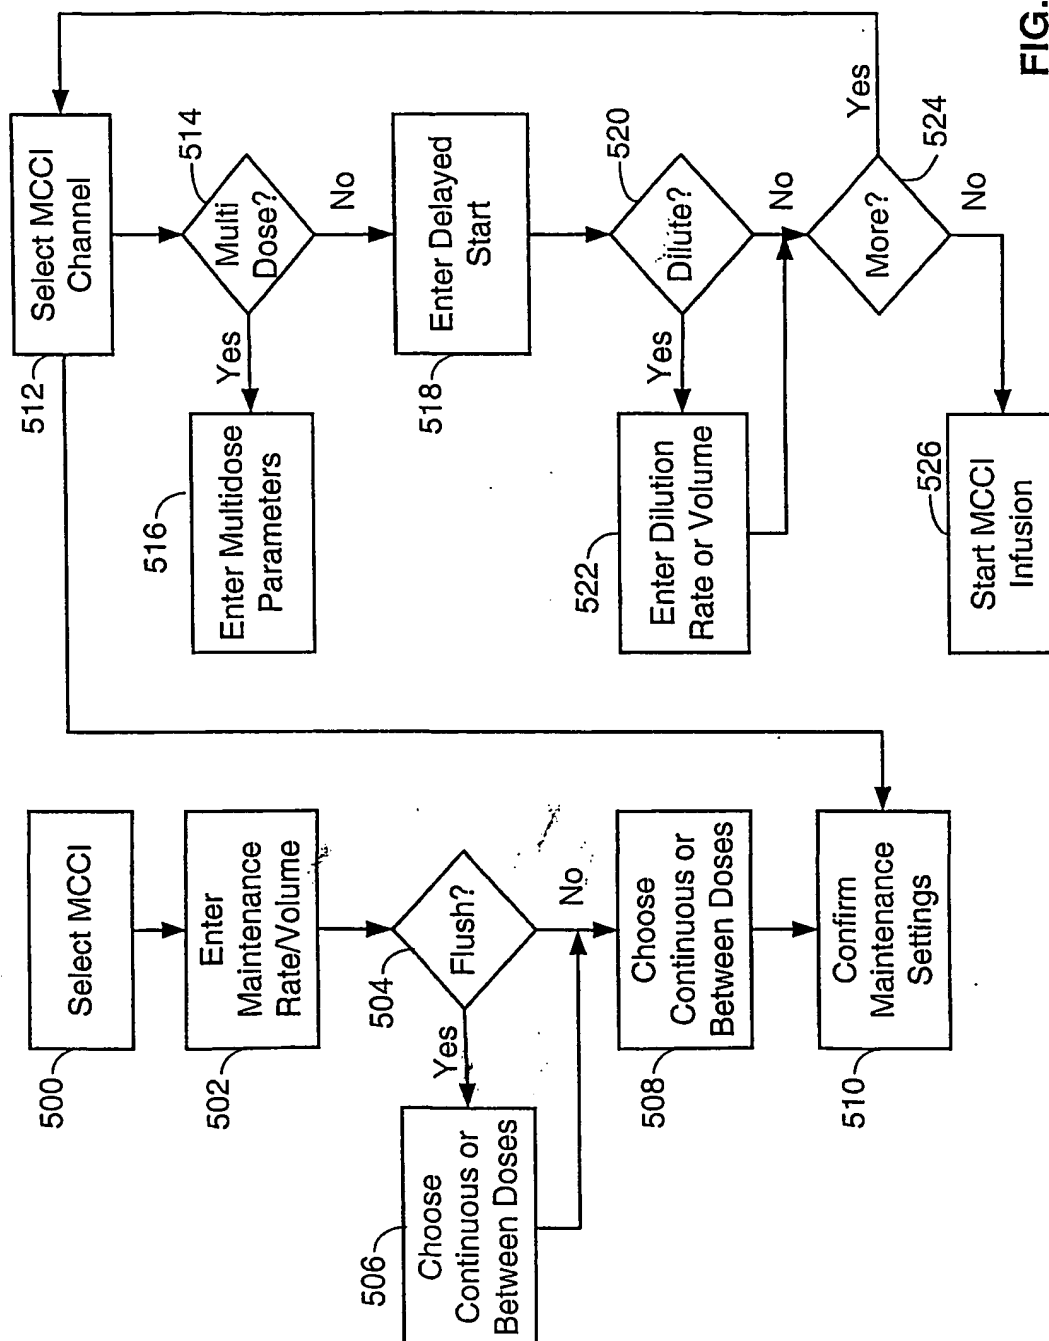 500
Select MCCI
502
Enter
Maintenance
Rate/Volume
504
Flush?
Yes
No
506
Choose
Continuous or
Between Doses
508
Choose
Continuous or
Between Doses
510
Confirm
Maintenance
Settings
512
Select MCCI
Channel
514
Multi
Dose?
Yes
No
516
Enter Multidose
Parameters
518
Enter Delayed
Start
520
Dilute?
Yes
No
522
Enter Dilution
Rate or Volume
524
More?
Yes
No
526
Start MCCI
Infusion
FIG.